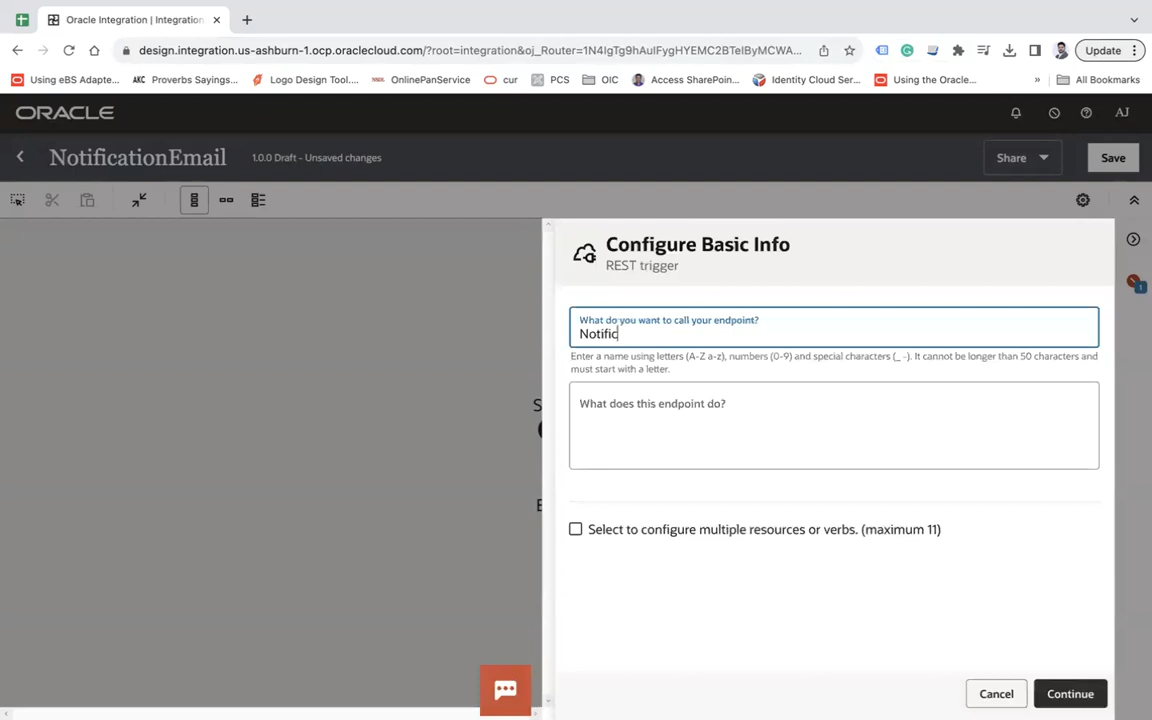 Oracle Integration | Integration
design.integration.us-ashburn-1.ocp.oraclecloud.com/?root=integration&oj_Router=1N4IgTg9hAulFygHYEMC2BTelByMCWA...
Update
Using eBS Adapte...
AKC Proverbs Sayings...
Logo Design Tool....
OnlinePanService
cur
PCS
OIC
Access SharePoin...
Identity Cloud Ser...
Using the Oracle...
»
All Bookmarks
ORACLE
AJ
NotificationEmail
1.0.0 Draft - Unsaved changes
Share
Save
Configure Basic Info
REST trigger
1
What do you want to call your endpoint?
Notific
Enter a name using letters (A-Z a-z), numbers (0-9) and special characters (_ -). It cannot be longer than 50 characters and
must start with a letter.
What does this endpoint do?
S
E
Select to configure multiple resources or verbs. (maximum 11)
Cancel
Continue